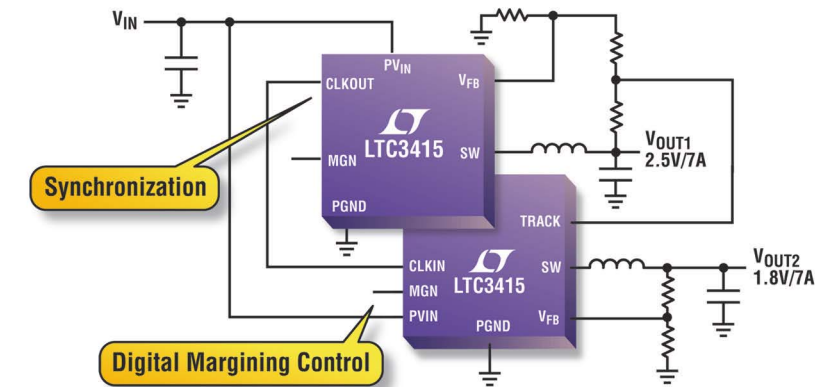 V_IN
PV_IN
CLKOUT
V_FB
LTC3415
MGN
SW
V_OUT1
2.5V/7A
Synchronization
PGND
TRACK
CLKIN
SW
V_OUT2
1.8V/7A
LTC3415
MGN
PVIN
V_FB
PGND
Digital Margining Control